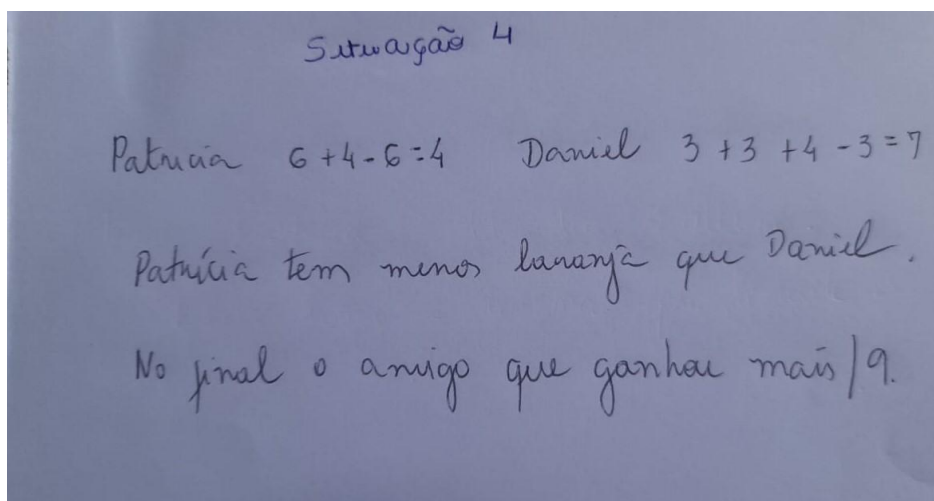 Situação 4
Patricia 6+4-6=4 Daniel 3+3+4-3=7
Patrícia tem menos laranja que Daniel.
No final o amigo que ganhou mais/9.